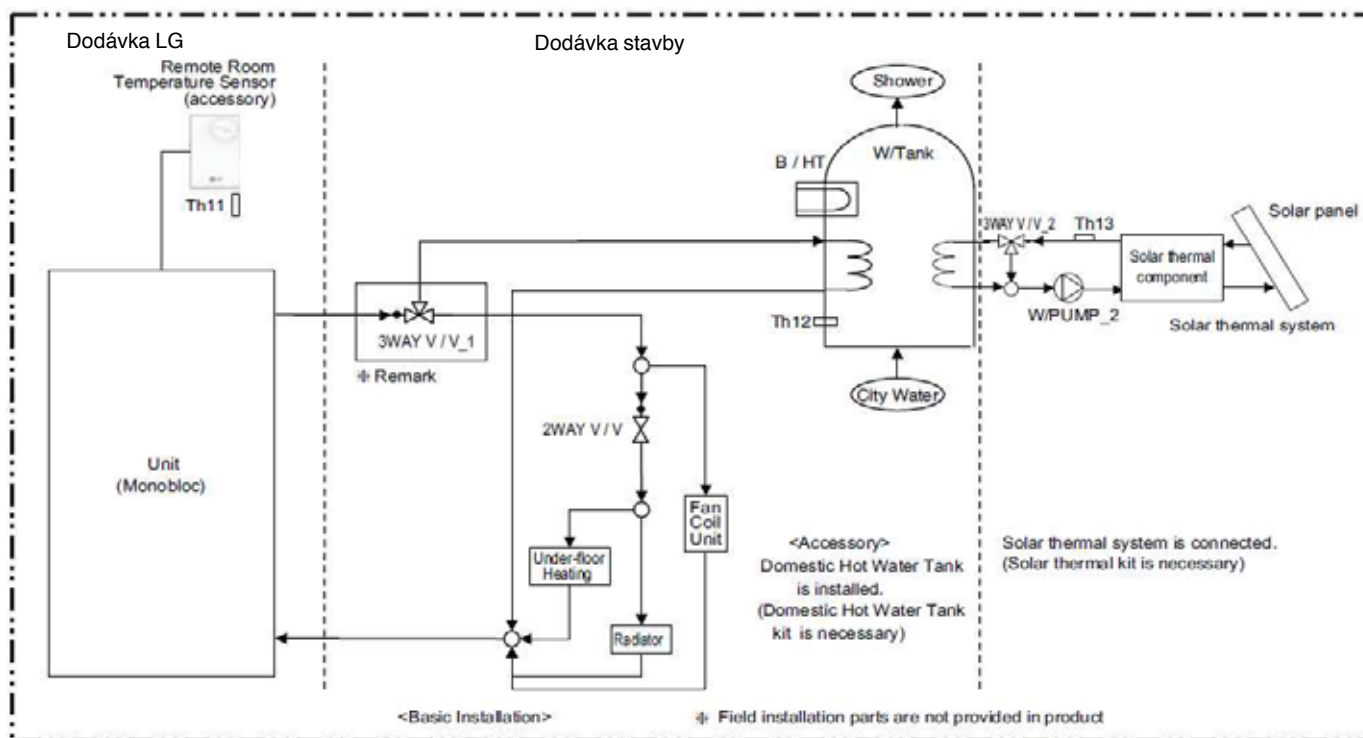 Dodávka LG
Dodávka stavby
Remote Room
Temperature Sensor
(accessory)
Th11
Unit
(Monobloc)
3WAY V / V_1
※ Remark
2WAY V / V
Under-floor
Heating
Radiator
Fan
Coil
Unit
Shower
W/Tank
B / HT
Th12
City Water
3WAY V / V_2
Th13
Solar thermal
component
W/PUMP_2
Solar panel
Solar thermal system
<Accessory>
Domestic Hot Water Tank
is installed.
(Domestic Hot Water Tank
kit is necessary)
Solar thermal system is connected.
(Solar thermal kit is necessary)
<Basic Installation>
※ Field installation parts are not provided in product